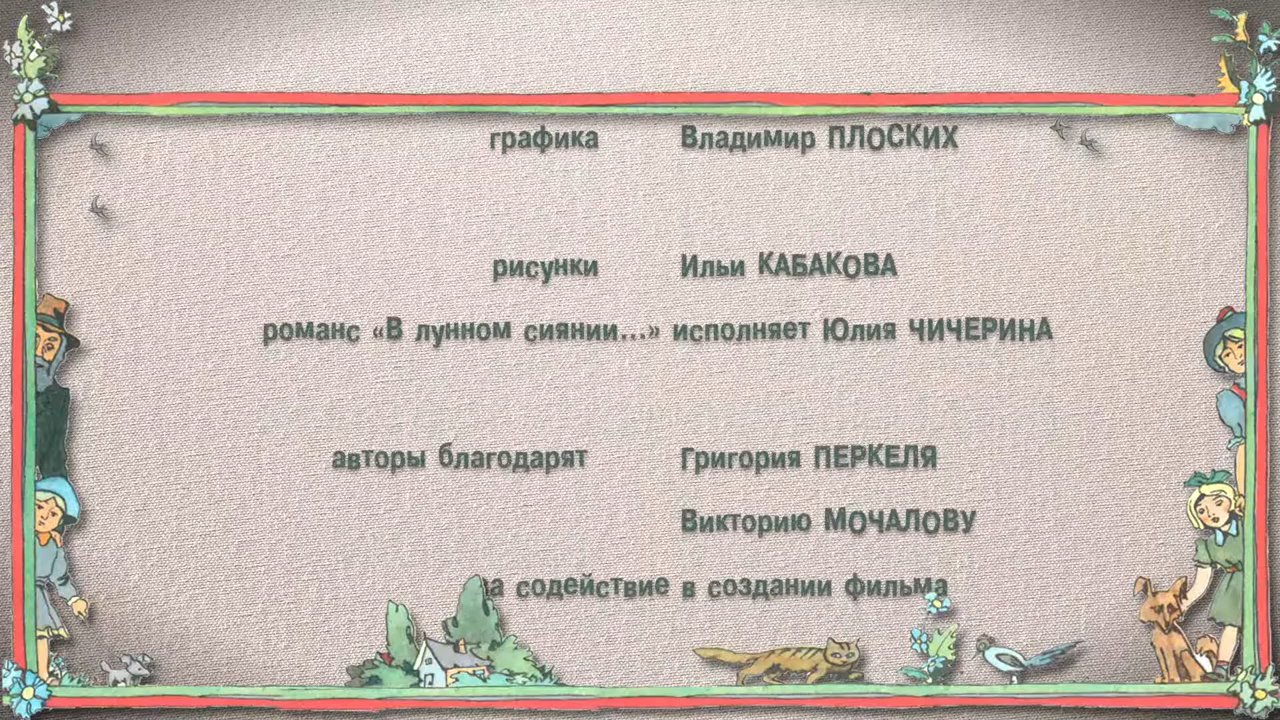 графика Владимир ПЛОСКИХ
рисунки Ильи КАБАКОВА
романс «В лунном сиянии...» исполняет Юлия ЧИЧЕРИНА
авторы благодарят Григория ПЕРКЕЛЯ
Викторию МОЧАЛОВУ
за содействие в создании фильма